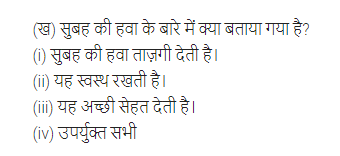 (ख) सुबह की हवा के बारे में क्या बताया गया है?
(i) सुबह की हवा ताज़गी देती है।
(ii) यह स्वस्थ रखती है।
(iii) यह अच्छी सेहत देती है।
(iv) उपर्युक्त सभी